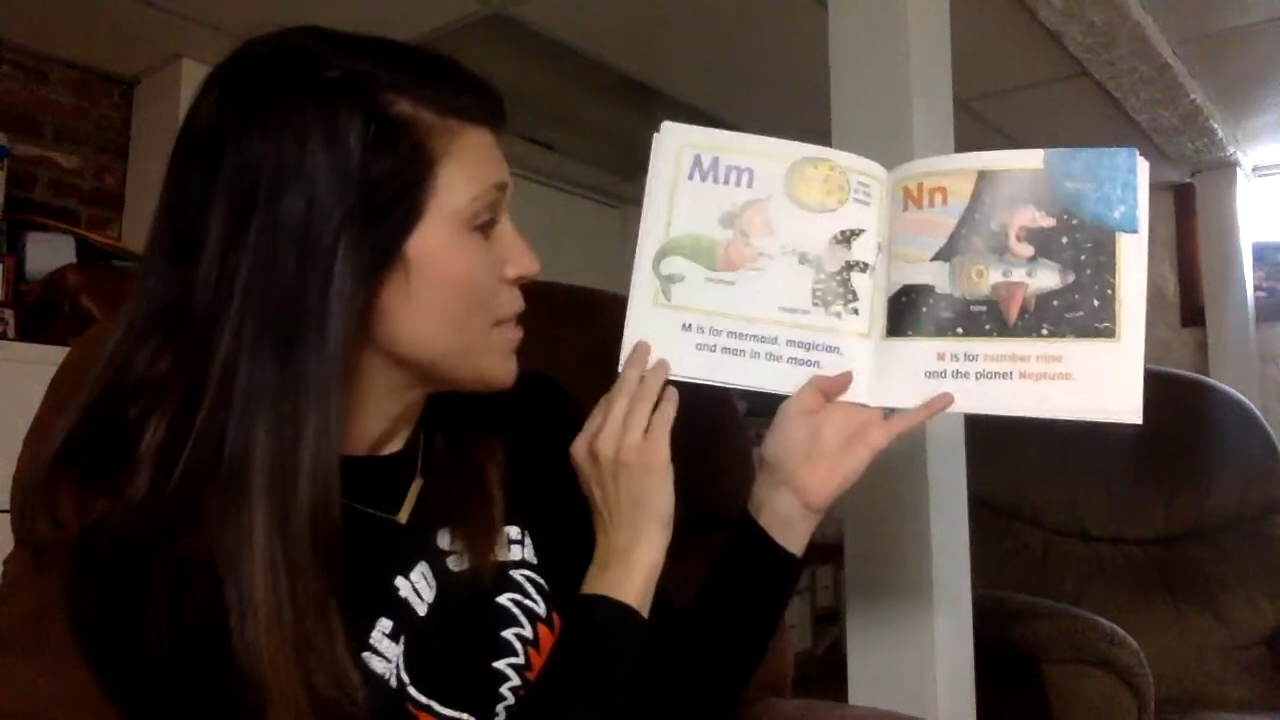 Mm
M is for mermaid, magician,
and man in the moon.
Nn
N is for number nine
and the planet Neptune.
to